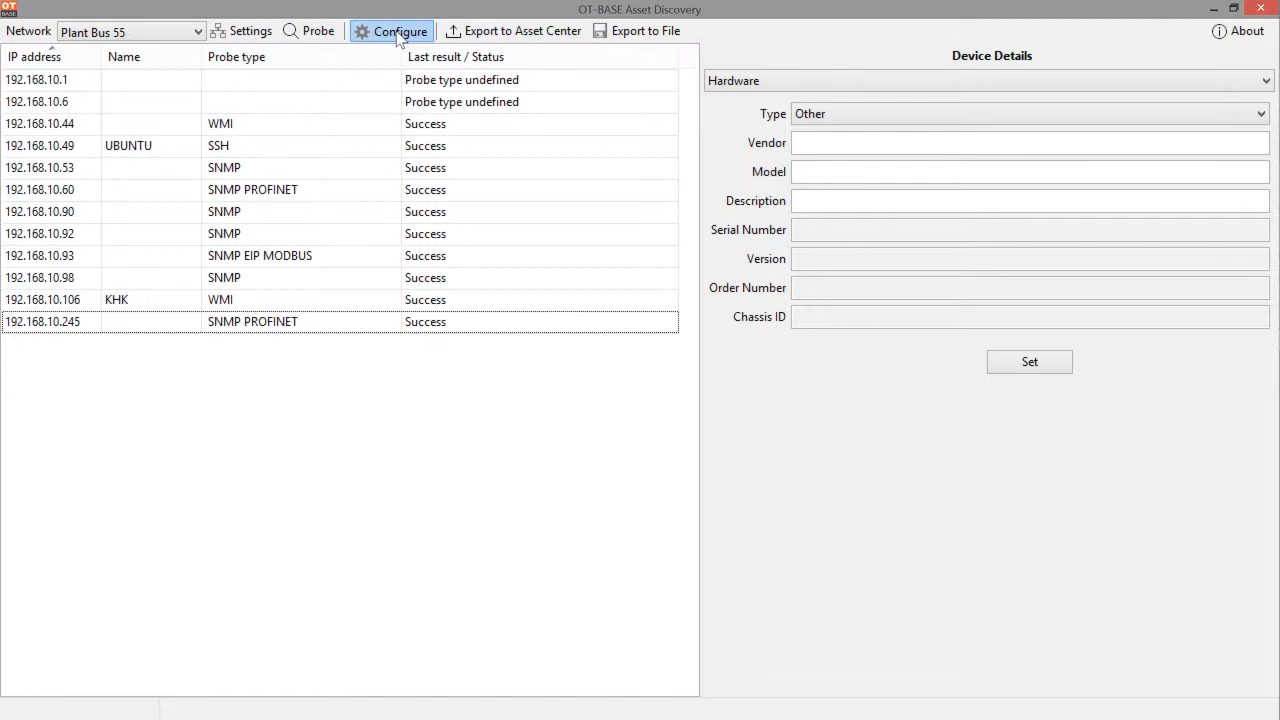 OT
BASE
OT-BASE Asset Discovery
Network Plant Bus 55 Settings Probe Configure Export to Asset Center Export to File About
IP address Name Probe type Last result / Status
192.168.10.1 Probe type undefined
192.168.10.6 Probe type undefined
192.168.10.44 WMI Success
192.168.10.49 UBUNTU SSH Success
192.168.10.53 SNMP Success
192.168.10.60 SNMP PROFINET Success
192.168.10.90 SNMP Success
192.168.10.92 SNMP Success
192.168.10.93 SNMP EIP MODBUS Success
192.168.10.98 SNMP Success
192.168.10.106 KHK WMI Success
192.168.10.245 SNMP PROFINET Success
Device Details
Hardware
Type Other
Vendor
Model
Description
Serial Number
Version
Order Number
Chassis ID
Set